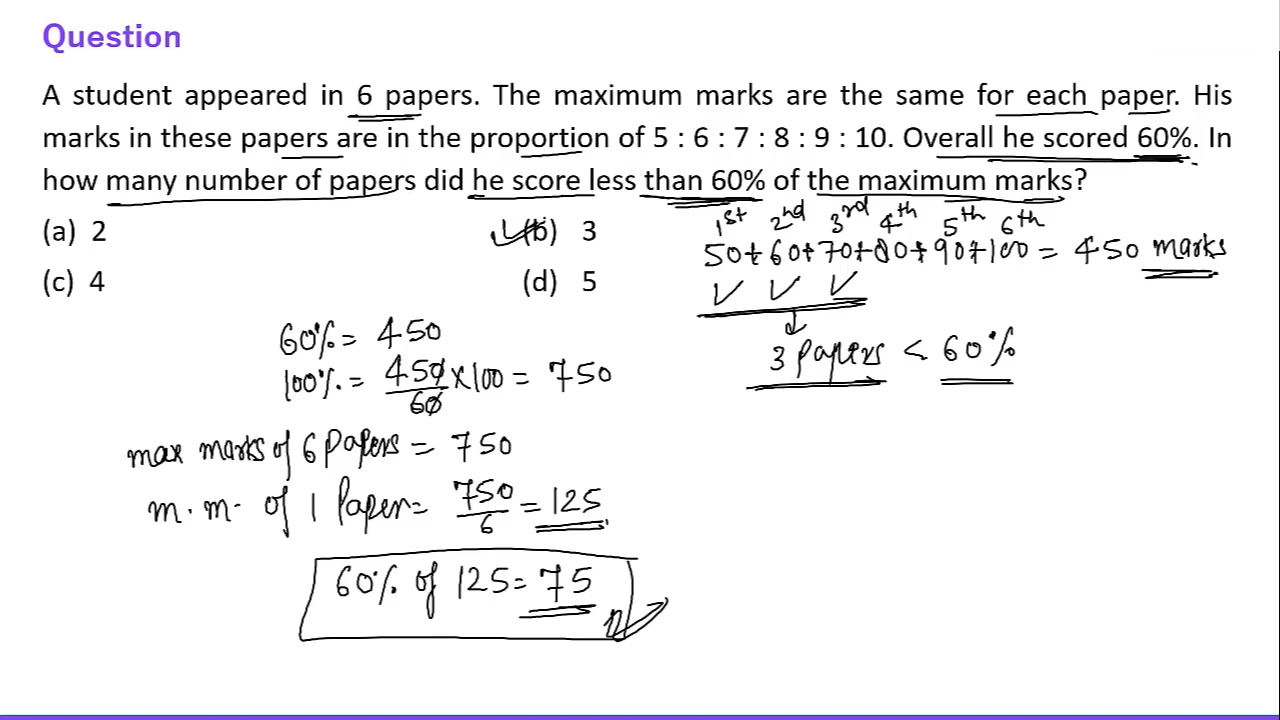 Question
A student appeared in 6 papers. The maximum marks are the same for each paper. His
marks in these papers are in the proportion of 5 : 6 : 7 : 8 : 9 : 10. Overall he scored 60%. In
how many number of papers did he score less than 60% of the maximum marks?
(a) 2
(b) 3
(c) 4
(d) 5
1st 2nd 3rd 4th 5th 6th
50+60+70+80+90+100 = 450 marks
✓ ✓ ✓
3 Papers < 60%
60% = 450
100% = 450/60 × 100 = 750
max marks of 6 Papers = 750
m.m. of 1 Paper = 750/6 = 125
60% of 125 = 75